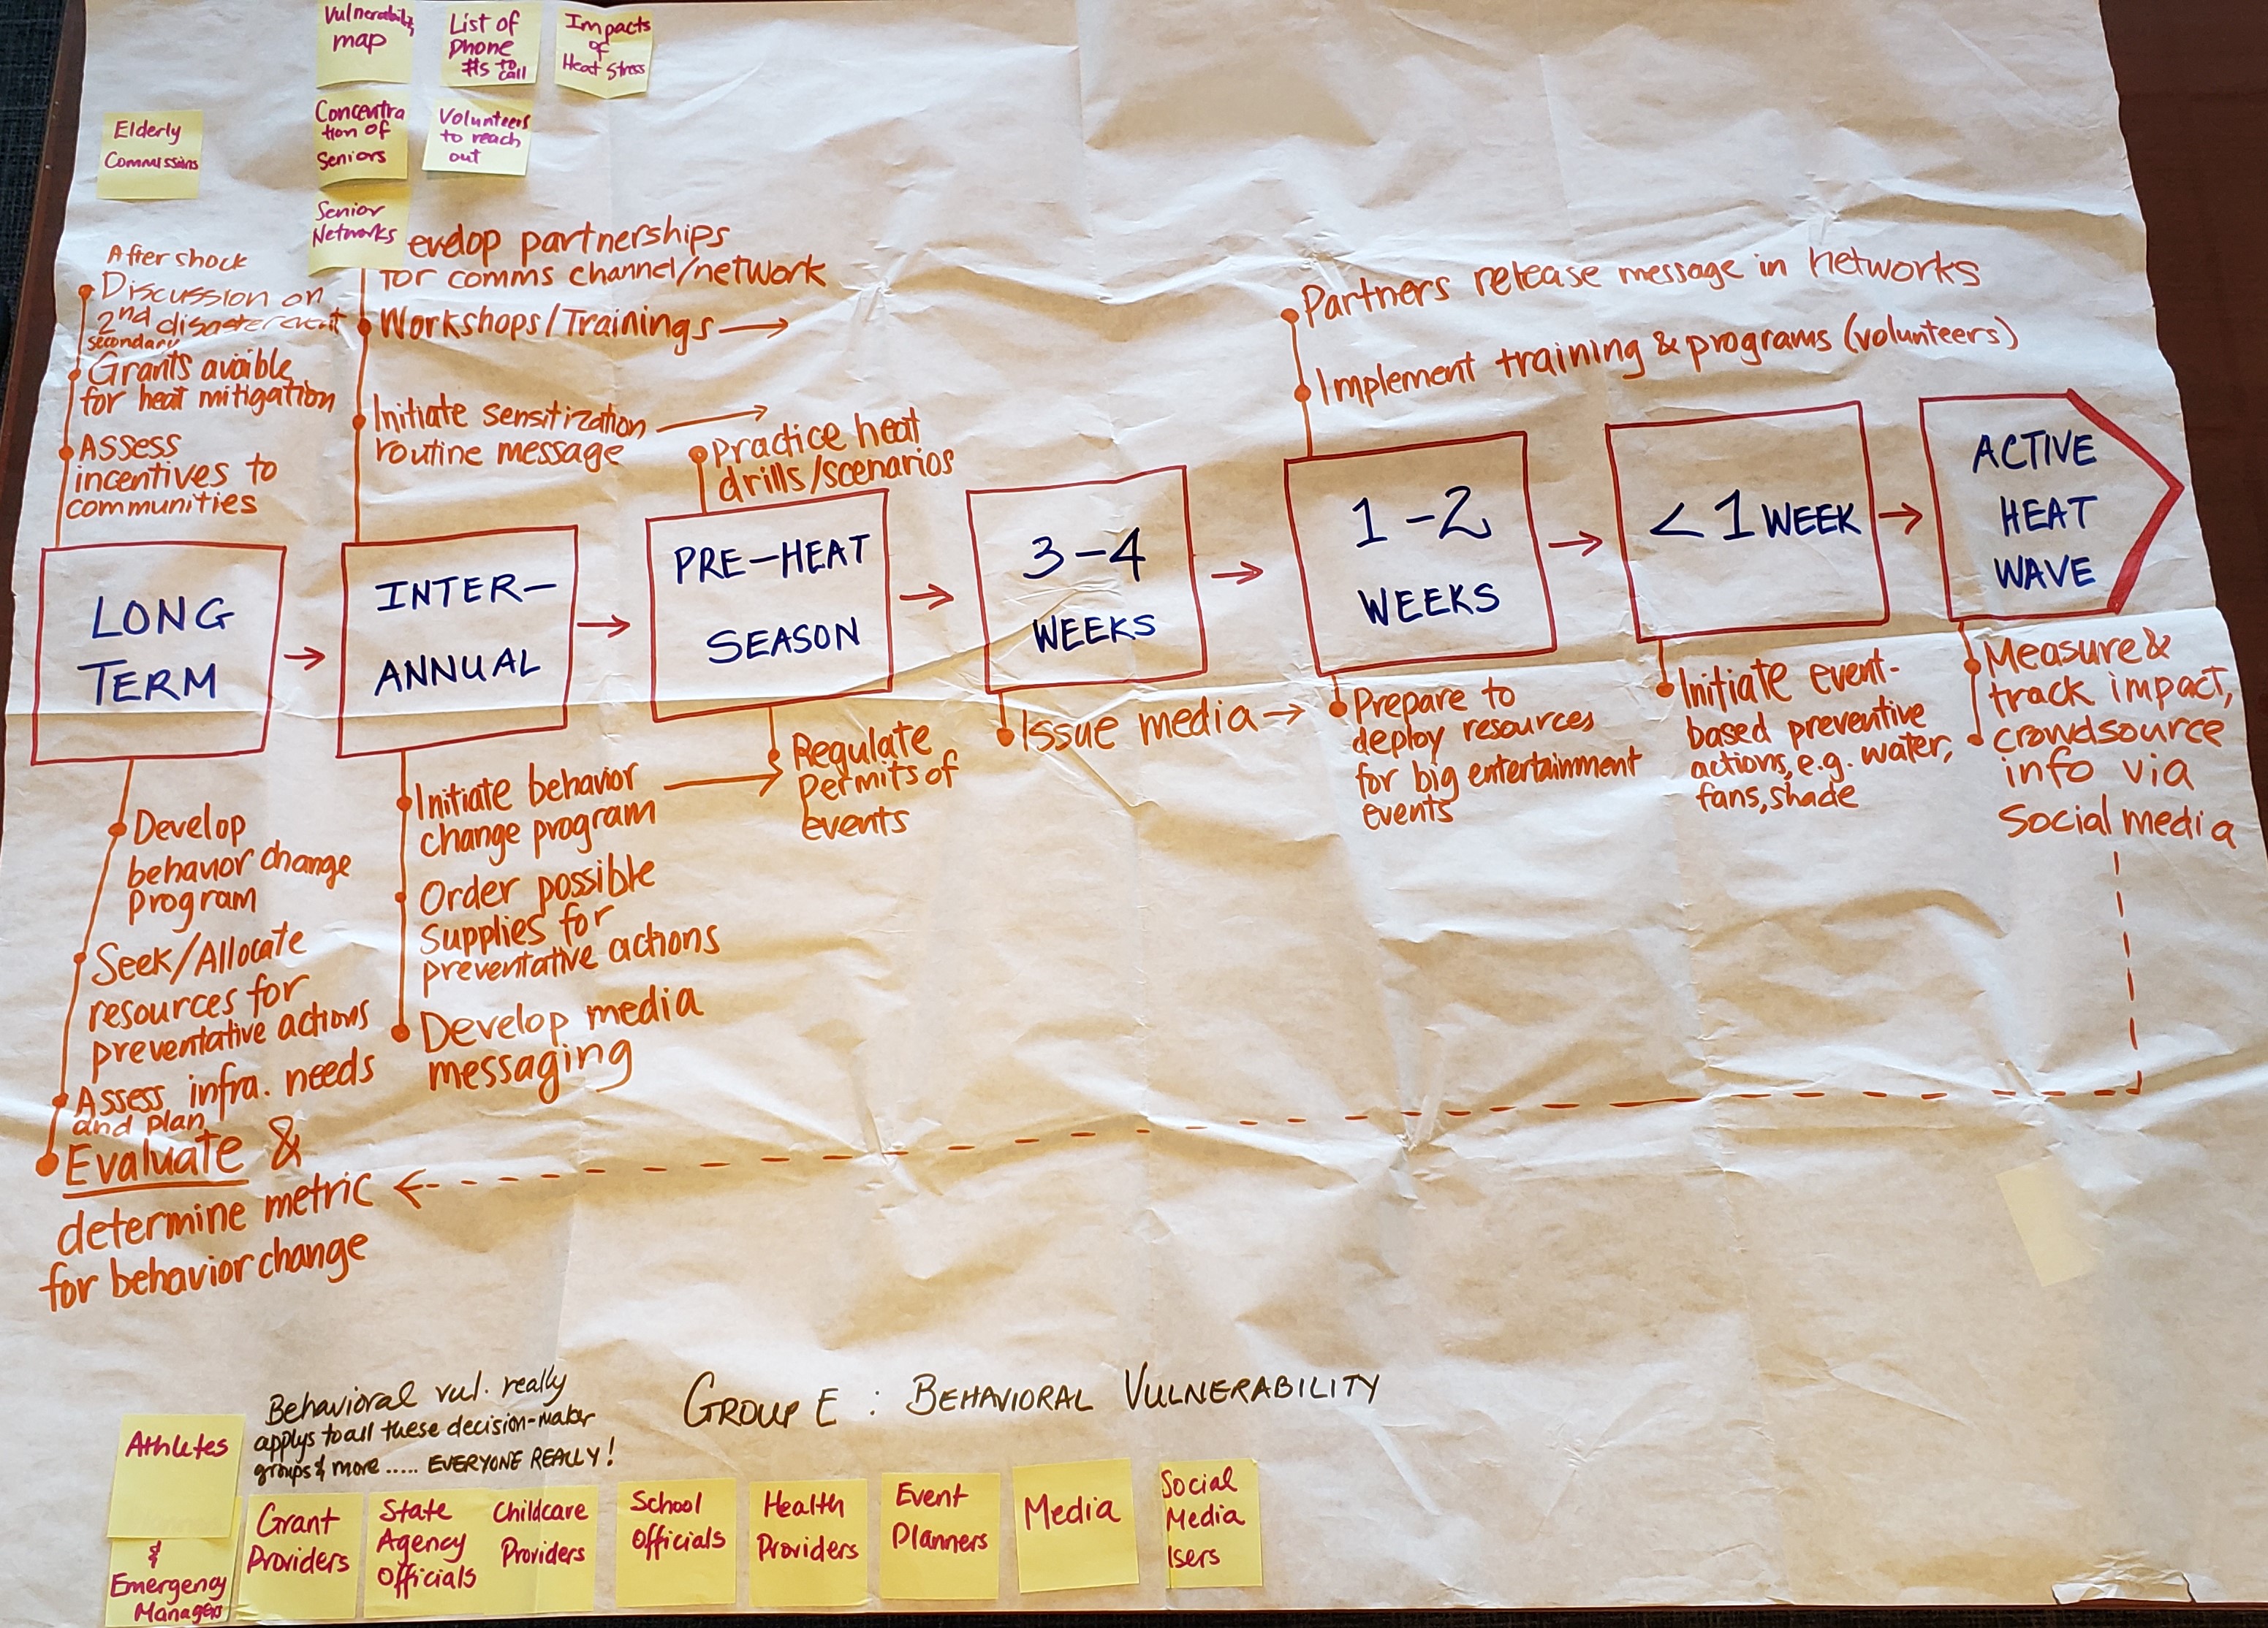 Vulnerability
map
List of
phone
#s to
call
Impacts
of
Heat Stress
Elderly
Commissions
Concentra
tion of
Seniors
Volunteers
to reach
out
Senior
Networks
After shock
Discussion on
2nd disaster event
secondary
Grants avaible
for heat mitigation
Assess
incentives to
communities
evelop partnerships
for comms channel/network
Workshops/Trainings →
Initiate sensitization →
routine message
practice heat
drills/scenarios
Partners release message in networks
Implement training & programs (volunteers)
LONG
TERM
→
INTER-
ANNUAL
→
PRE-HEAT
SEASON
→
3-4
WEEKS
→
1-2
WEEKS
→
<1 WEEK
→
ACTIVE
HEAT
WAVE
Develop
behavior change
program
Seek/Allocate
resources for
preventative actions
Assess infra. needs
and plan
Evaluate &
determine metric
for behavior change
Initiate behavior
change program →
Order possible
supplies for
preventative actions
Develop media
messaging
Regulate
permits of
events
Issue media →
Prepare to
deploy resources
for big entertainment
events
Initiate event-
based preventive
actions, e.g. water,
fans, shade
Measure &
track impact,
crowdsource
info via
Social media
Behavioral vul. really
applys to all these decision-maker
groups & more ..... EVERYONE REALLY!
GROUP E : BEHAVIORAL VULNERABILITY
Athletes
&
Emergency
Managers
Grant
Providers
State
Agency
Officials
Childcare
Providers
School
Officials
Health
Providers
Event
Planners
Media
Social
Media
Users